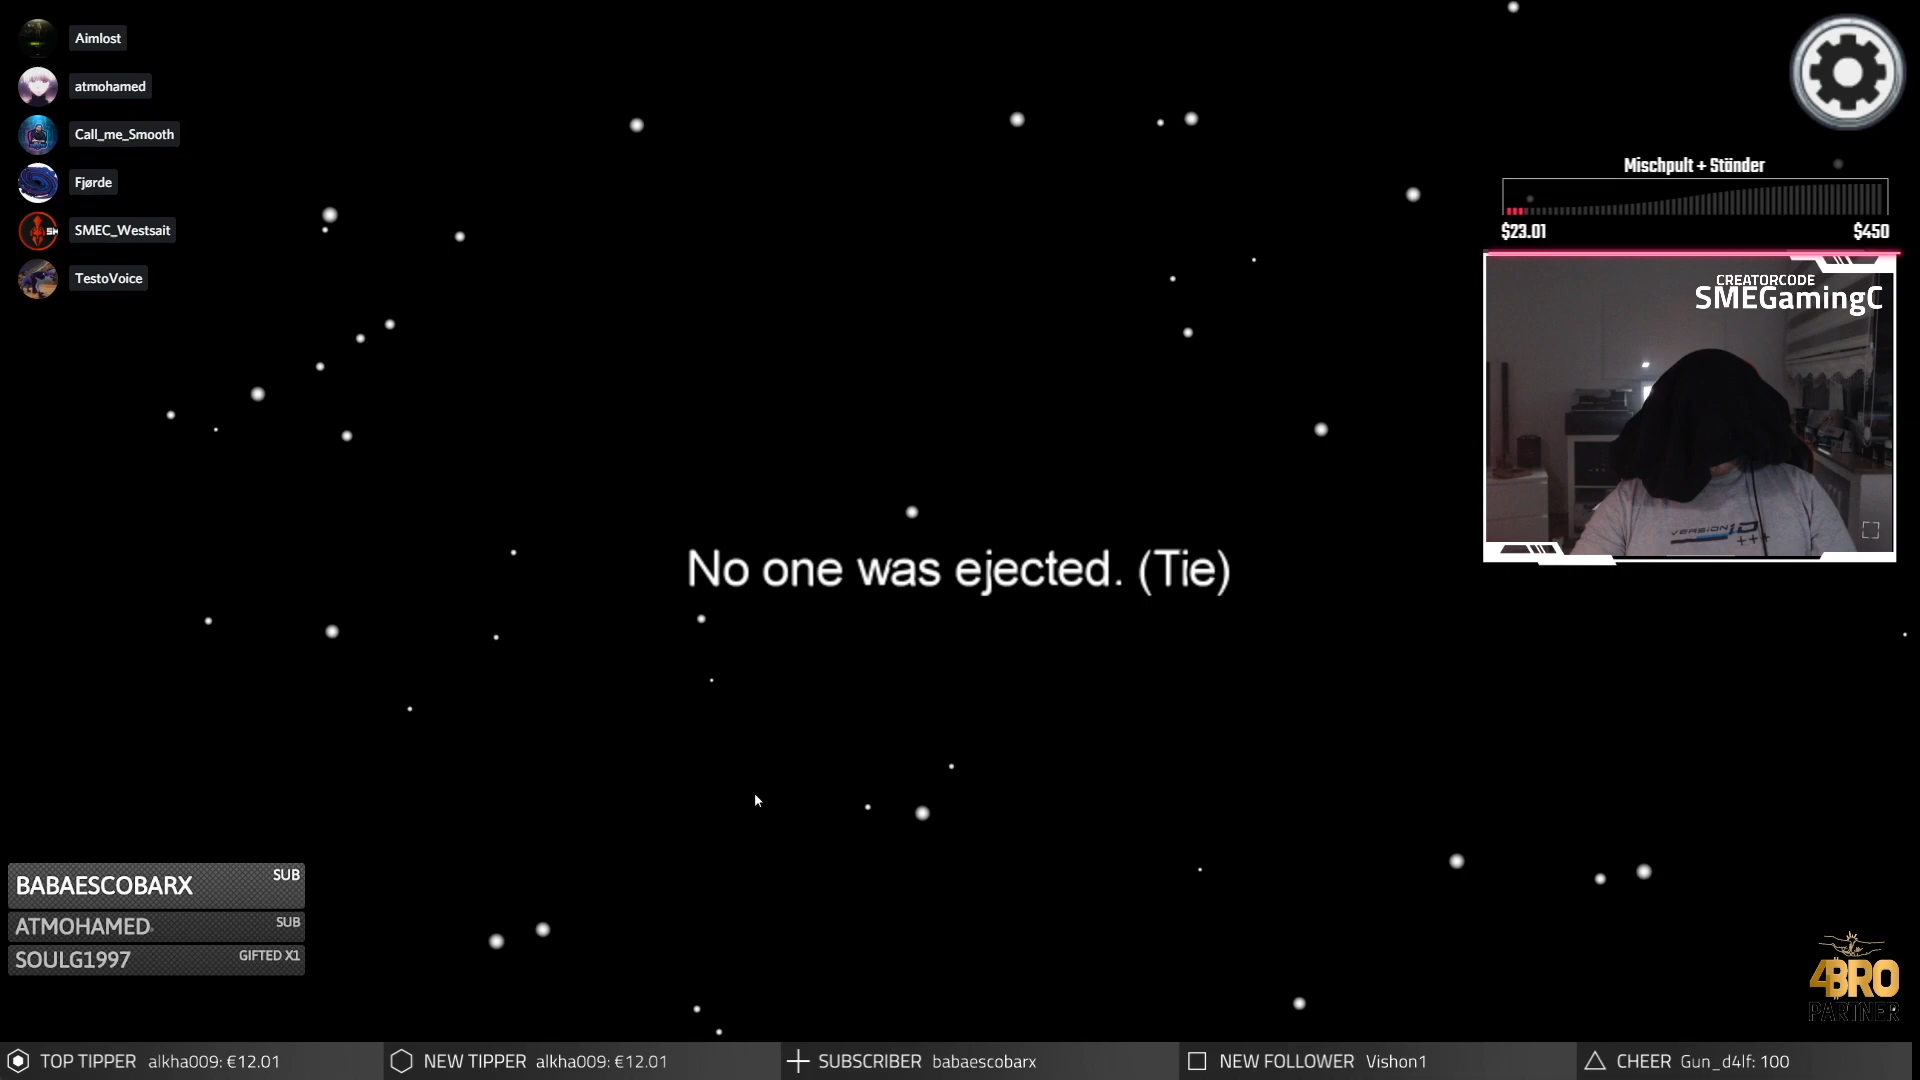 Aimlost
atmohamed
Call_me_Smooth
Fjørde
SMEC_Westsait
TestoVoice
Mischpult + Ständer
$23.01 $450
CREATORCODE
SMEGamingC
VERSION
+++
No one was ejected. (Tie)
BABAESCOBARX SUB
ATMOHAMED SUB
SOULG1997 GIFTED X1
4BRO
PARTNER
TOP TIPPER alkha009: €12.01 NEW TIPPER alkha009: €12.01 SUBSCRIBER babaescobarx NEW FOLLOWER Vishon1 CHEER Gun_d4lf: 100